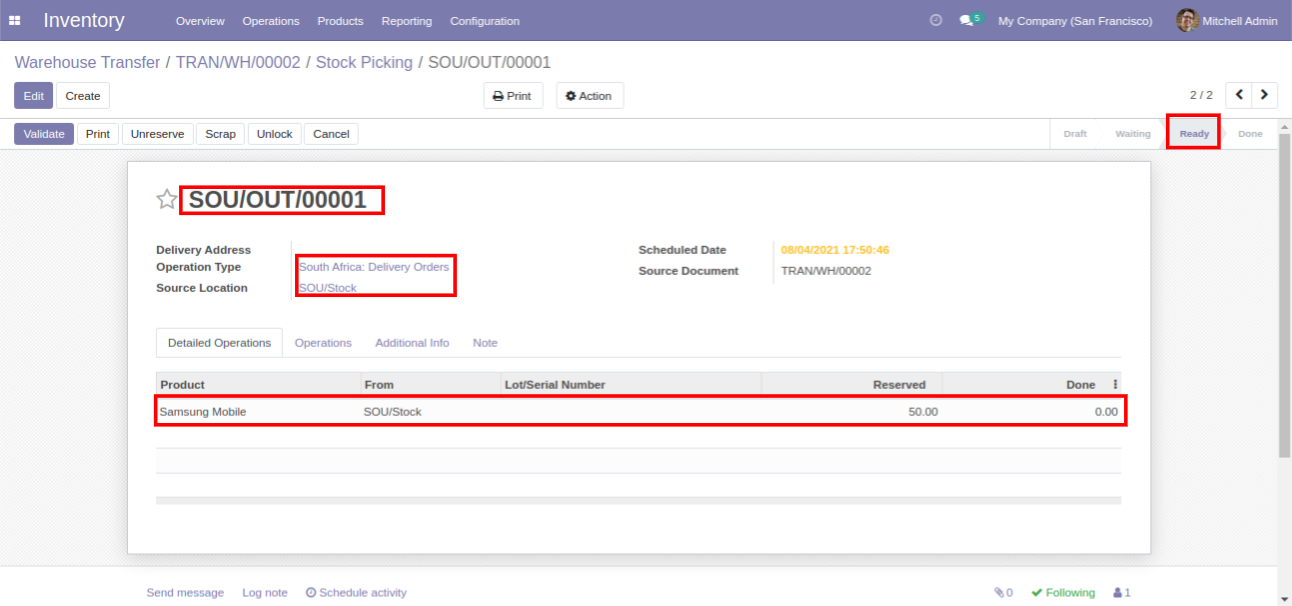 Inventory Overview Operations Products Reporting Configuration 5 My Company (San Francisco) Mitchell Admin
Warehouse Transfer / TRAN/WH/00002 / Stock Picking / SOU/OUT/00001
Edit Create Print Action 2 / 2
Validate Print Unreserve Scrap Unlock Cancel Draft Waiting Ready Done
SOU/OUT/00001
Delivery Address Scheduled Date 08/04/2021 17:50:46
Operation Type South Africa: Delivery Orders
Source Document TRAN/WH/00002
Source Location SOU/Stock
Detailed Operations Operations Additional Info Note
Product From Lot/Serial Number Reserved Done
Samsung Mobile SOU/Stock 50.00 0.00
Send message Log note Schedule activity 0 Following 1